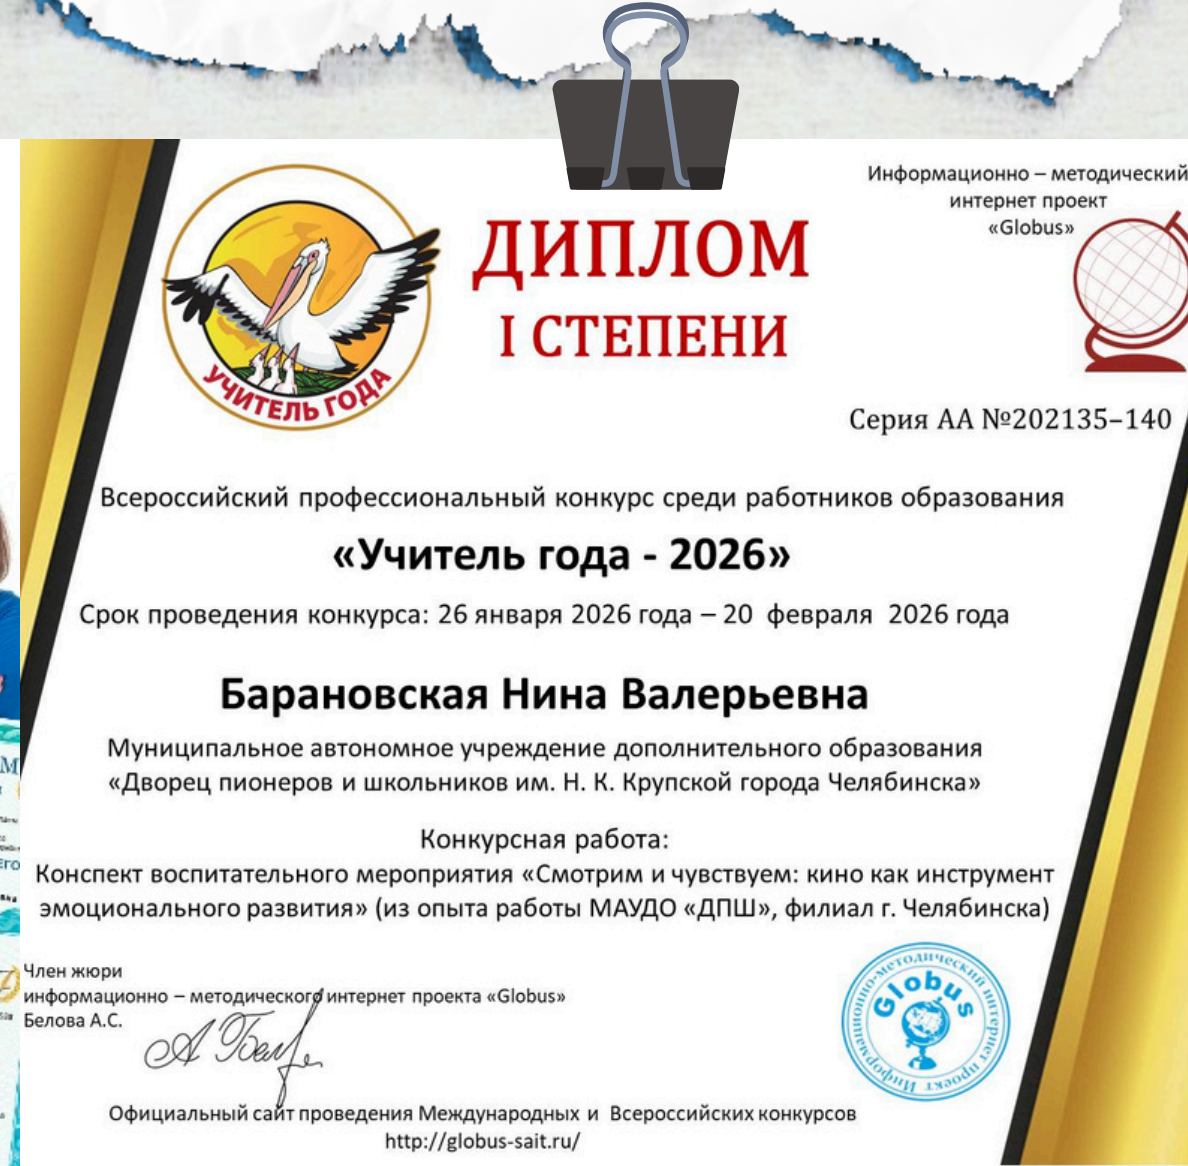 Информационно – методический
интернет проект
«Globus»
ДИПЛОМ
I СТЕПЕНИ
УЧИТЕЛЬ ГОДА
Серия АА №202135–140
Всероссийский профессиональный конкурс среди работников образования
«Учитель года - 2026»
Срок проведения конкурса: 26 января 2026 года – 20 февраля 2026 года
Барановская Нина Валерьевна
Муниципальное автономное учреждение дополнительного образования
«Дворец пионеров и школьников им. Н. К. Крупской города Челябинска»
Конкурсная работа:
Конспект воспитательного мероприятия «Смотрим и чувствуем: кино как инструмент
эмоционального развития» (из опыта работы МАУДО «ДПШ», филиал г. Челябинска)
Член жюри
информационно – методического интернет проекта «Globus»
Белова А.С.
А Бел
Информационно-методический интернет проект
Globus
Официальный сайт проведения Международных и Всероссийских конкурсов
http://globus-sait.ru/